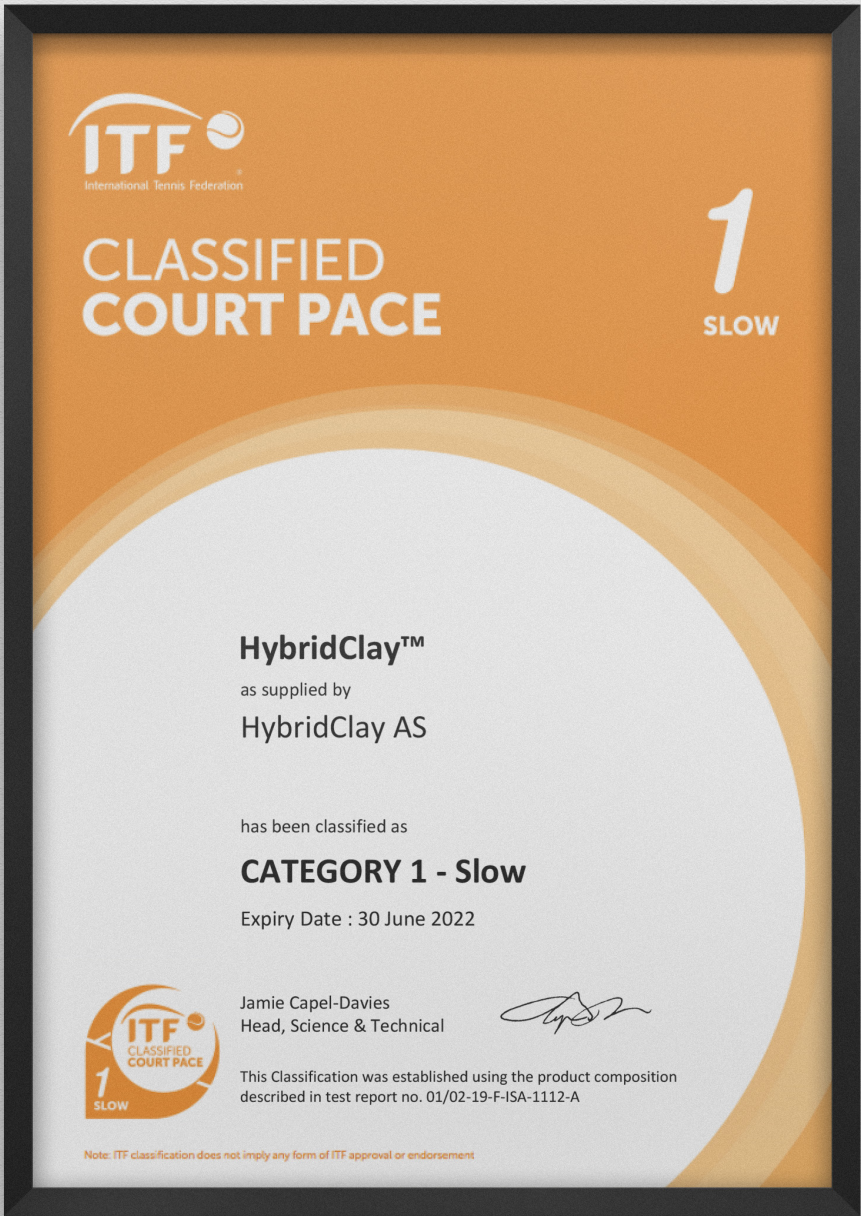 ITF
International Tennis Federation
CLASSIFIED
COURT PACE
1
SLOW
HybridClay™
as supplied by
HybridClay AS
has been classified as
CATEGORY 1 - Slow
Expiry Date : 30 June 2022
Jamie Capel-Davies
Head, Science & Technical
ITF
CLASSIFIED
COURT PACE
1
SLOW
This Classification was established using the product composition
described in test report no. 01/02-19-F-ISA-1112-A
Note: ITF classification does not imply any form of ITF approval or endorsement